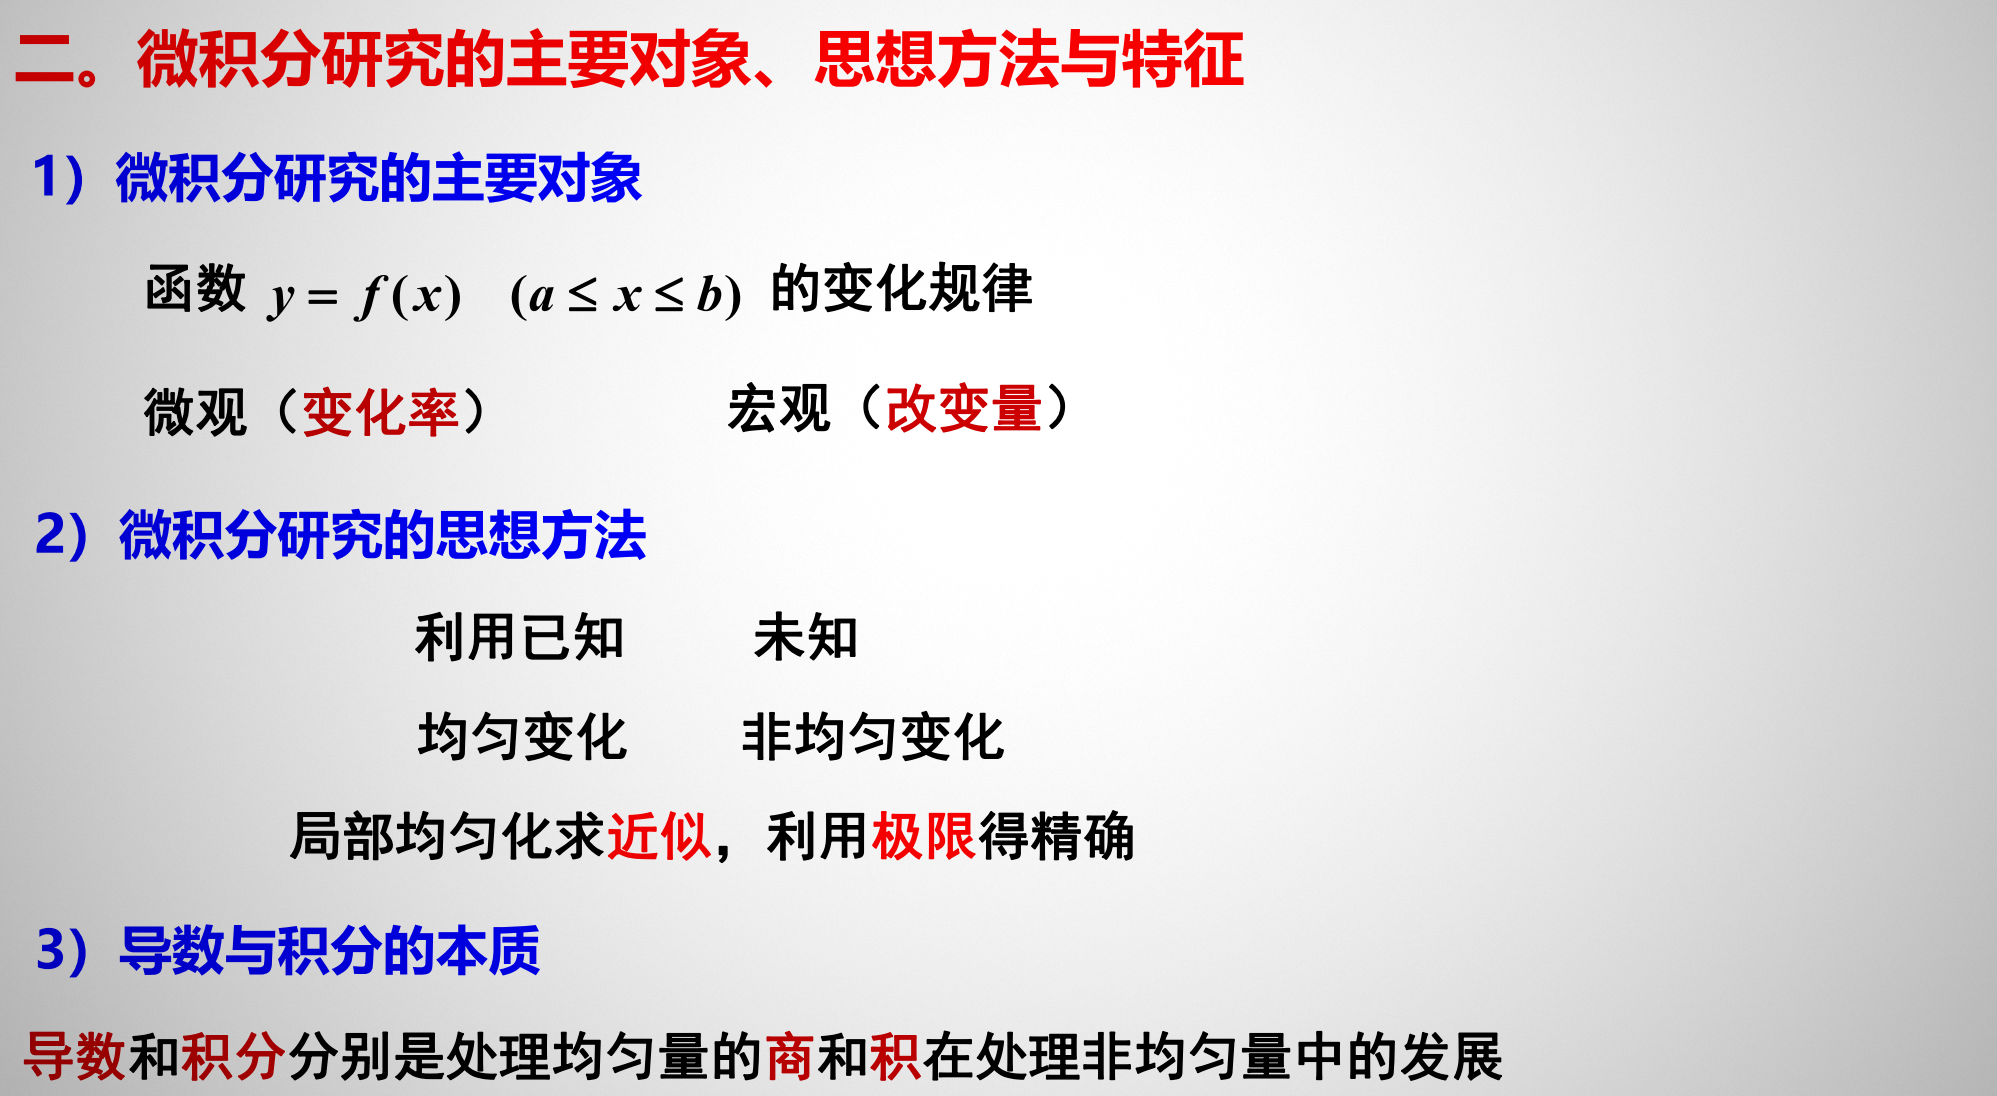 二。微积分研究的主要对象、思想方法与特征
1）微积分研究的主要对象
函数 y = f(x) (a ≤ x ≤ b) 的变化规律
微观（变化率） 宏观（改变量）
2）微积分研究的思想方法
利用已知 未知
均匀变化 非均匀变化
局部均匀化求近似，利用极限得精确
3）导数与积分的本质
导数和积分分别是处理均匀量的商和积在处理非均匀量中的发展